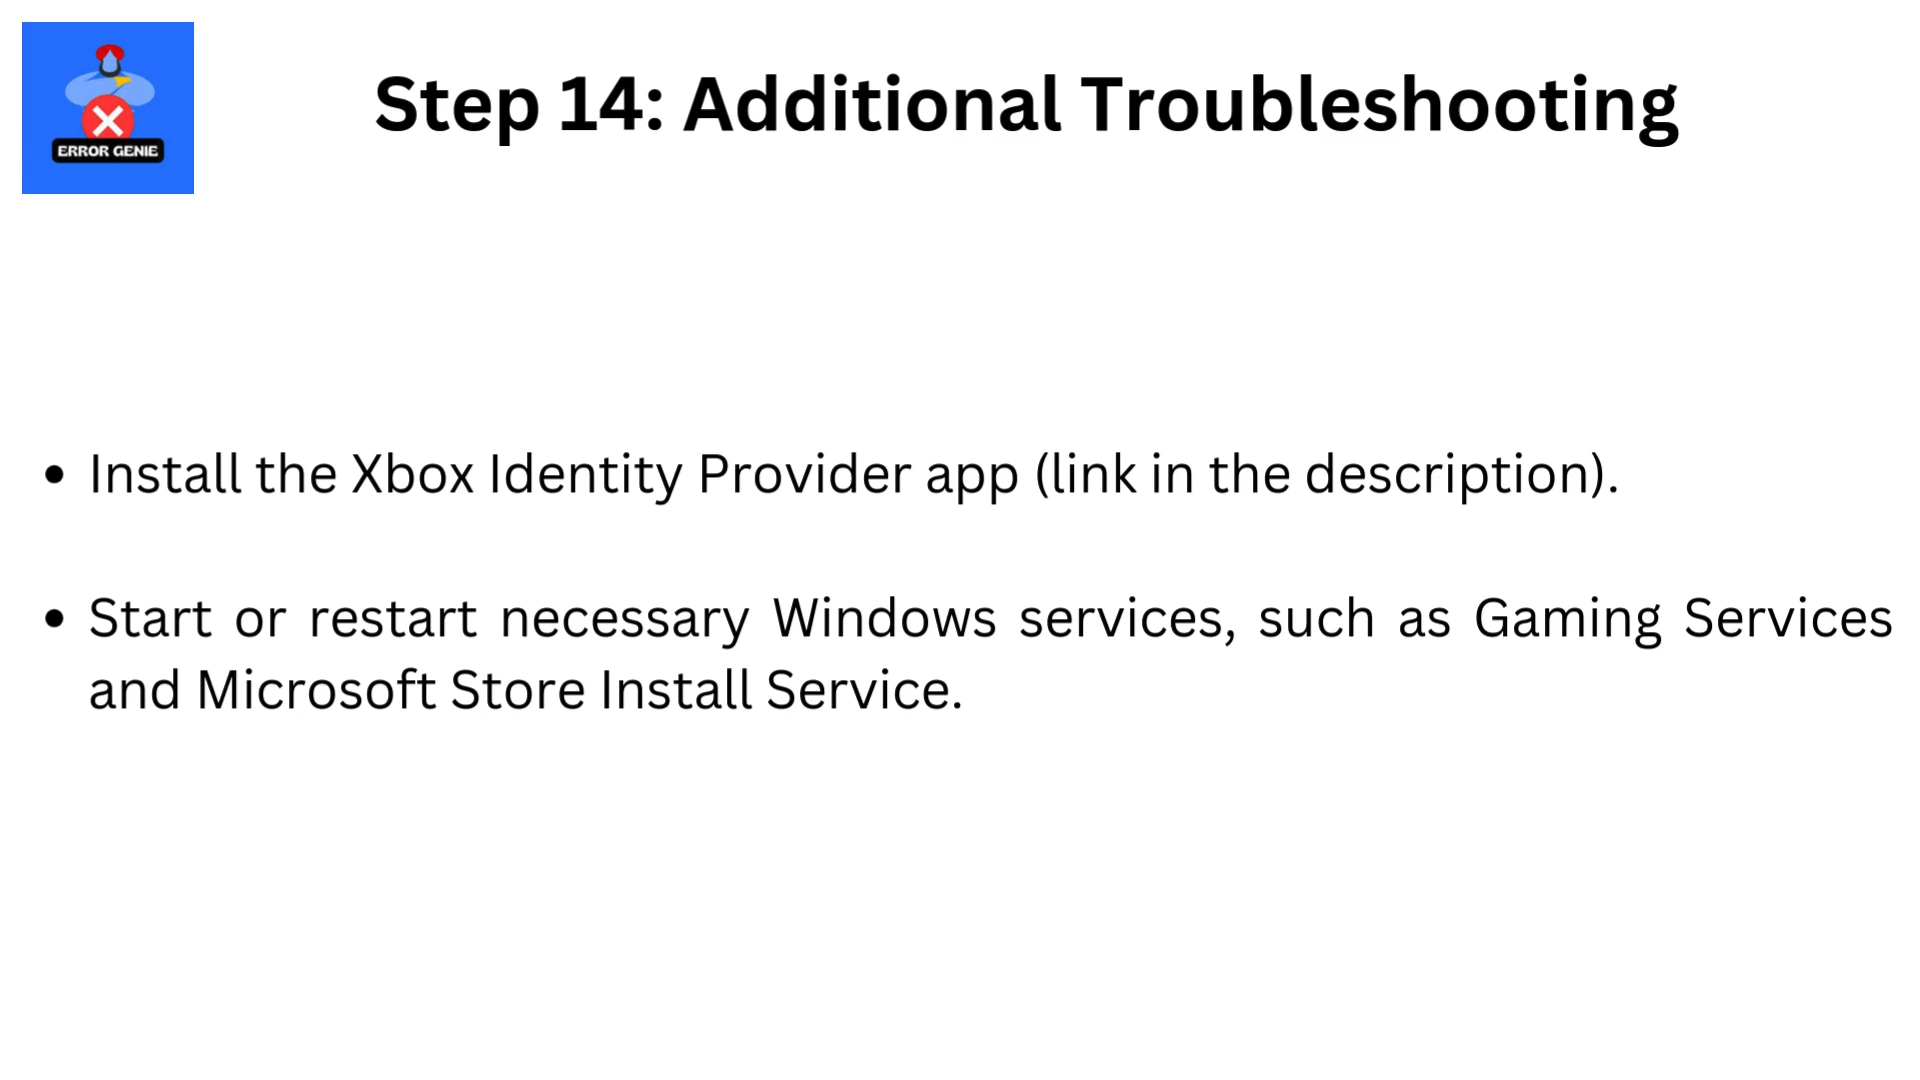 ERROR GENIE
Step 14: Additional Troubleshooting
• Install the Xbox Identity Provider app (link in the description).
• Start or restart necessary Windows services, such as Gaming Services
and Microsoft Store Install Service.